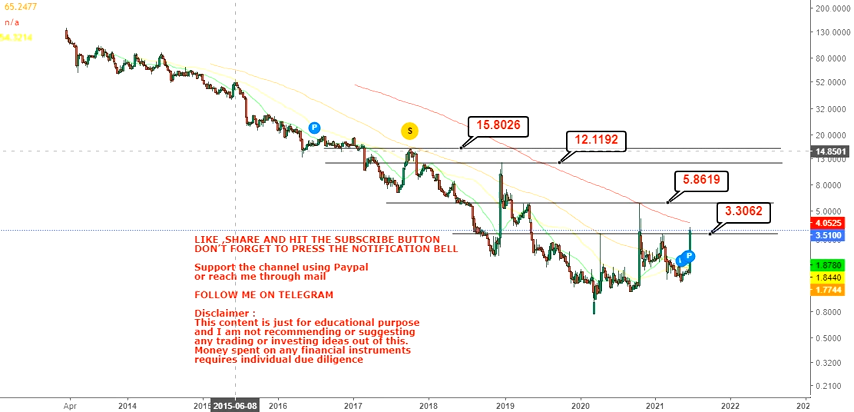 65.2477
n/a
200.0000
130.0000
80.0000
52.0000
32.0000
20.0000
14.8501
13.0000
8.0000
5.0000
4.0525
3.5100
1.8780
1.8440
1.7744
0.8000
0.5000
0.3200
0.2100
P
S
15.8026
12.1192
5.8619
3.3062
P
LIKE ,SHARE AND HIT THE SUBSCRIBE BUTTON
DON'T FORGET TO PRESS THE NOTIFICATION BELL
Support the channel using Paypal
or reach me through mail
FOLLOW ME ON TELEGRAM
Disclaimer :
This content is just for educational purpose
and I am not recommending or suggesting
any trading or investing ideas out of this.
Money spent on any financial instruments
requires individual due diligence
Apr 2014 2015 2015-06-08 2016 2017 2018 2019 2020 2021 2022